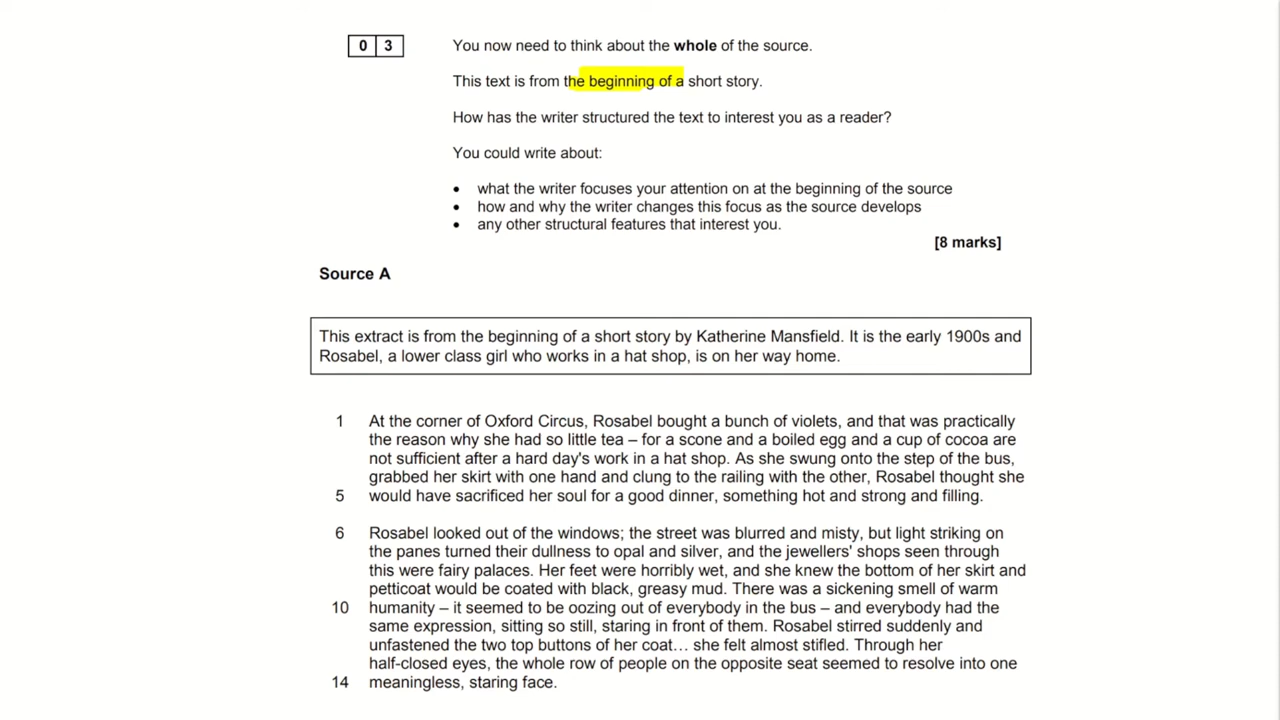 0 3 You now need to think about the whole of the source.
This text is from the beginning of a short story.
How has the writer structured the text to interest you as a reader?
You could write about:
• what the writer focuses your attention on at the beginning of the source
• how and why the writer changes this focus as the source develops
• any other structural features that interest you.
[8 marks]
Source A
This extract is from the beginning of a short story by Katherine Mansfield. It is the early 1900s and
Rosabel, a lower class girl who works in a hat shop, is on her way home.
1 At the corner of Oxford Circus, Rosabel bought a bunch of violets, and that was practically
the reason why she had so little tea – for a scone and a boiled egg and a cup of cocoa are
not sufficient after a hard day's work in a hat shop. As she swung onto the step of the bus,
grabbed her skirt with one hand and clung to the railing with the other, Rosabel thought she
5 would have sacrificed her soul for a good dinner, something hot and strong and filling.
6 Rosabel looked out of the windows; the street was blurred and misty, but light striking on
the panes turned their dullness to opal and silver, and the jewellers' shops seen through
this were fairy palaces. Her feet were horribly wet, and she knew the bottom of her skirt and
petticoat would be coated with black, greasy mud. There was a sickening smell of warm
10 humanity – it seemed to be oozing out of everybody in the bus – and everybody had the
same expression, sitting so still, staring in front of them. Rosabel stirred suddenly and
unfastened the two top buttons of her coat… she felt almost stifled. Through her
half-closed eyes, the whole row of people on the opposite seat seemed to resolve into one
14 meaningless, staring face.